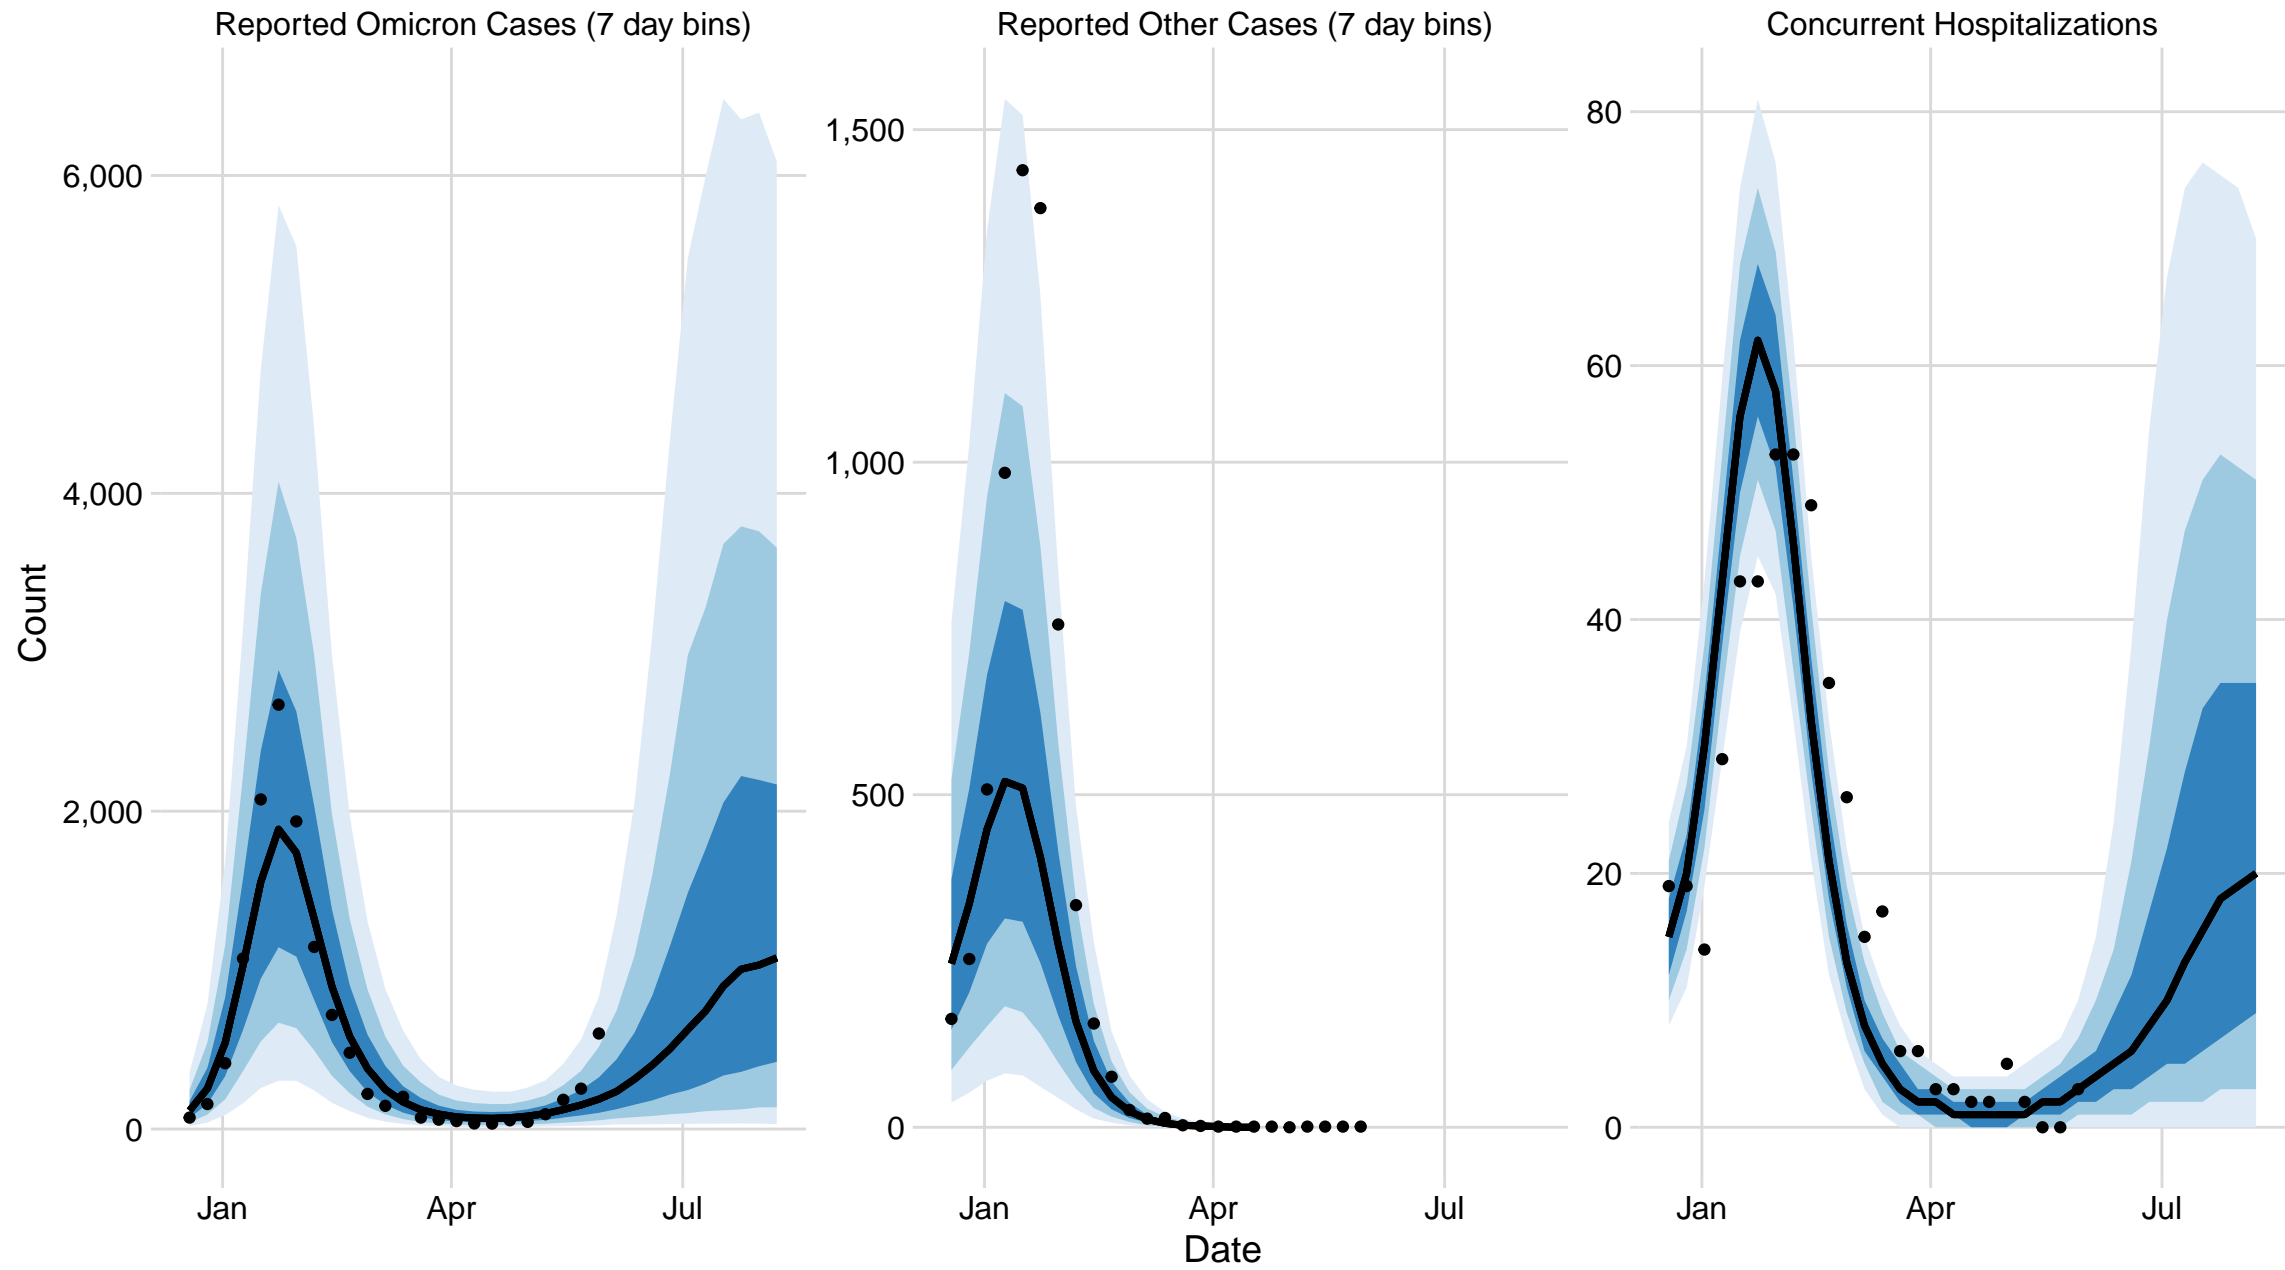 Reported Omicron Cases (7 day bins)
Reported Other Cases (7 day bins)
Concurrent Hospitalizations
Count
6,000
4,000
2,000
0
Jan
Apr
Jul
1,500
1,000
500
0
Jan
Apr
Jul
80
60
40
20
0
Jan
Apr
Jul
Date